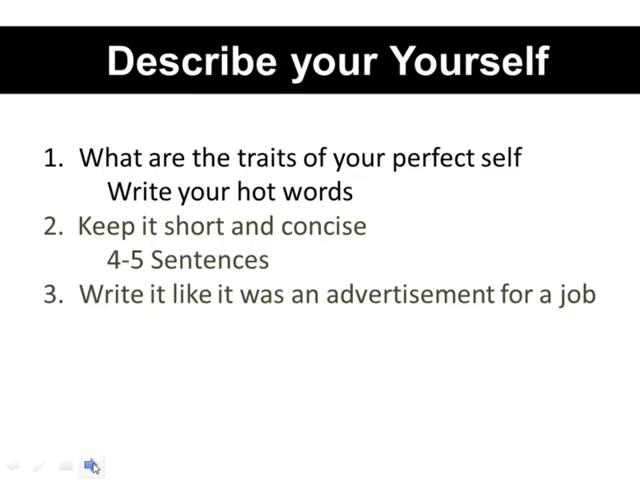 Describe your Yourself
1. What are the traits of your perfect self
Write your hot words
2. Keep it short and concise
4-5 Sentences
3. Write it like it was an advertisement for a job